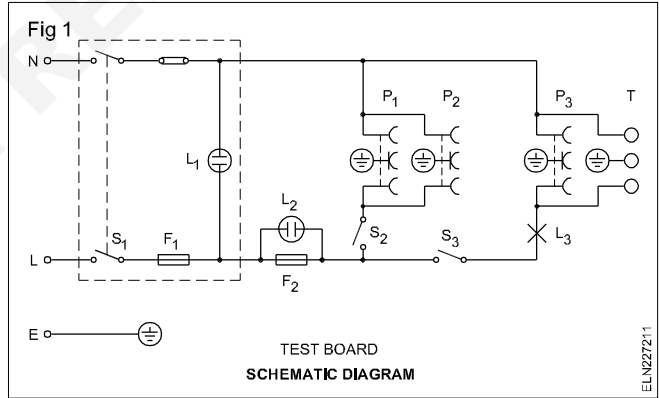 Fig 1
N
P1 P2 P3 T
L1
L2
S1 F1 S2 S3 L3
L
F2
E
TEST BOARD
SCHEMATIC DIAGRAM
ELN227211